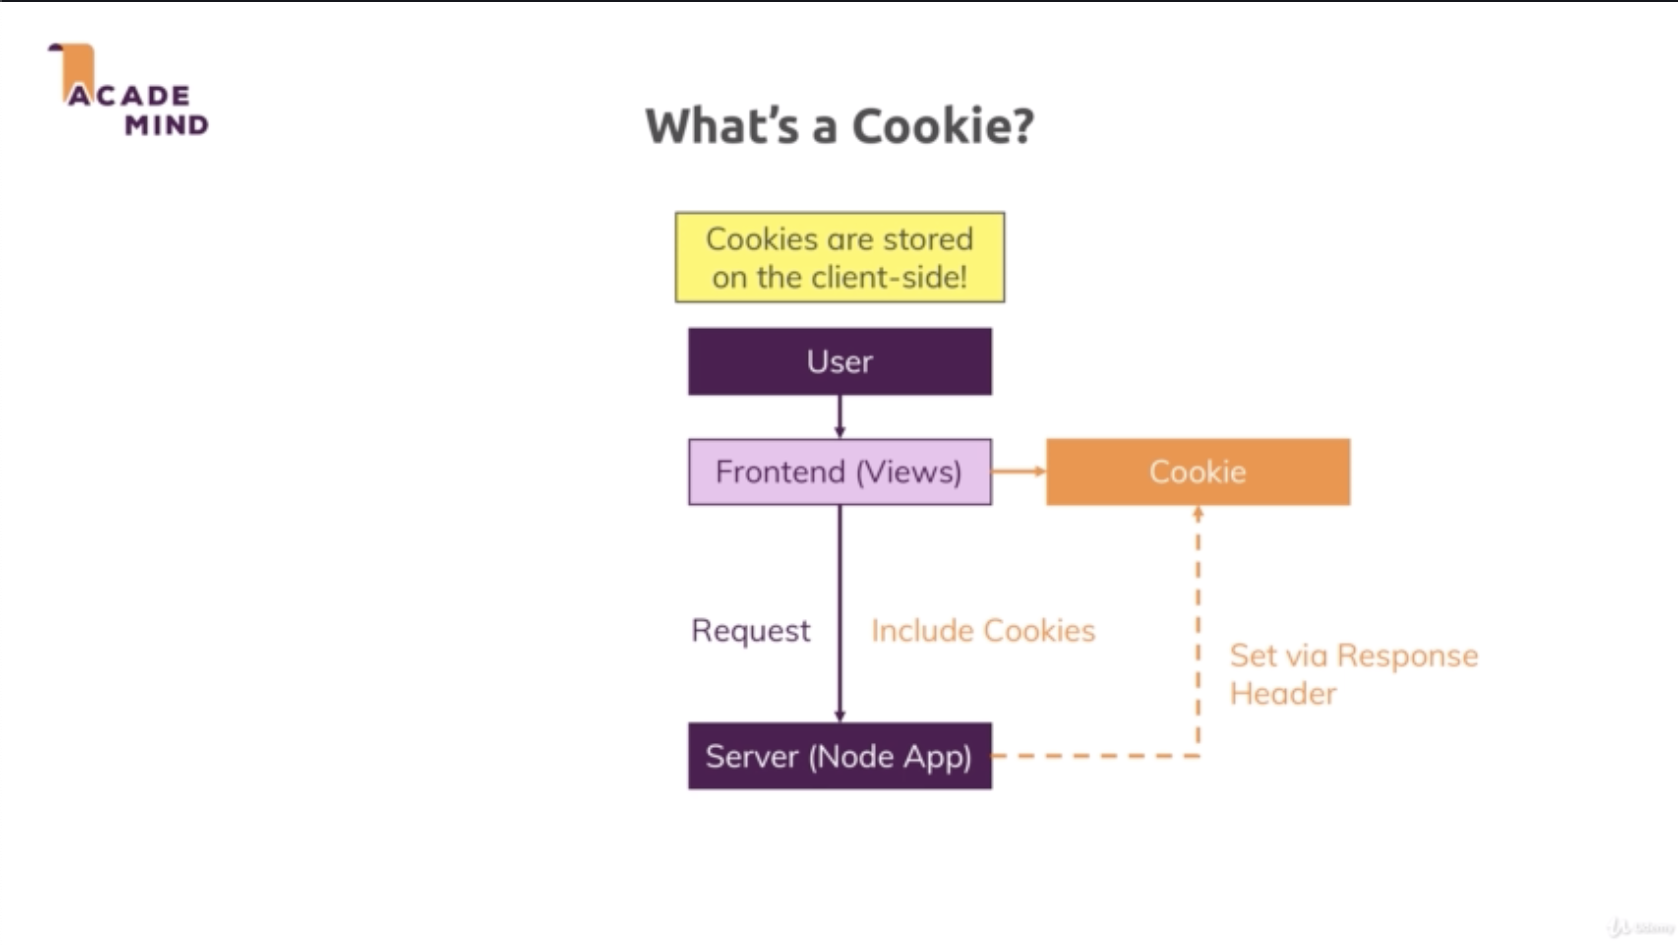 ACADE
MIND
What's a Cookie?
Cookies are stored
on the client-side!
User
Frontend (Views)
Cookie
Request
Include Cookies
Set via Response
Header
Server (Node App)
Udemy